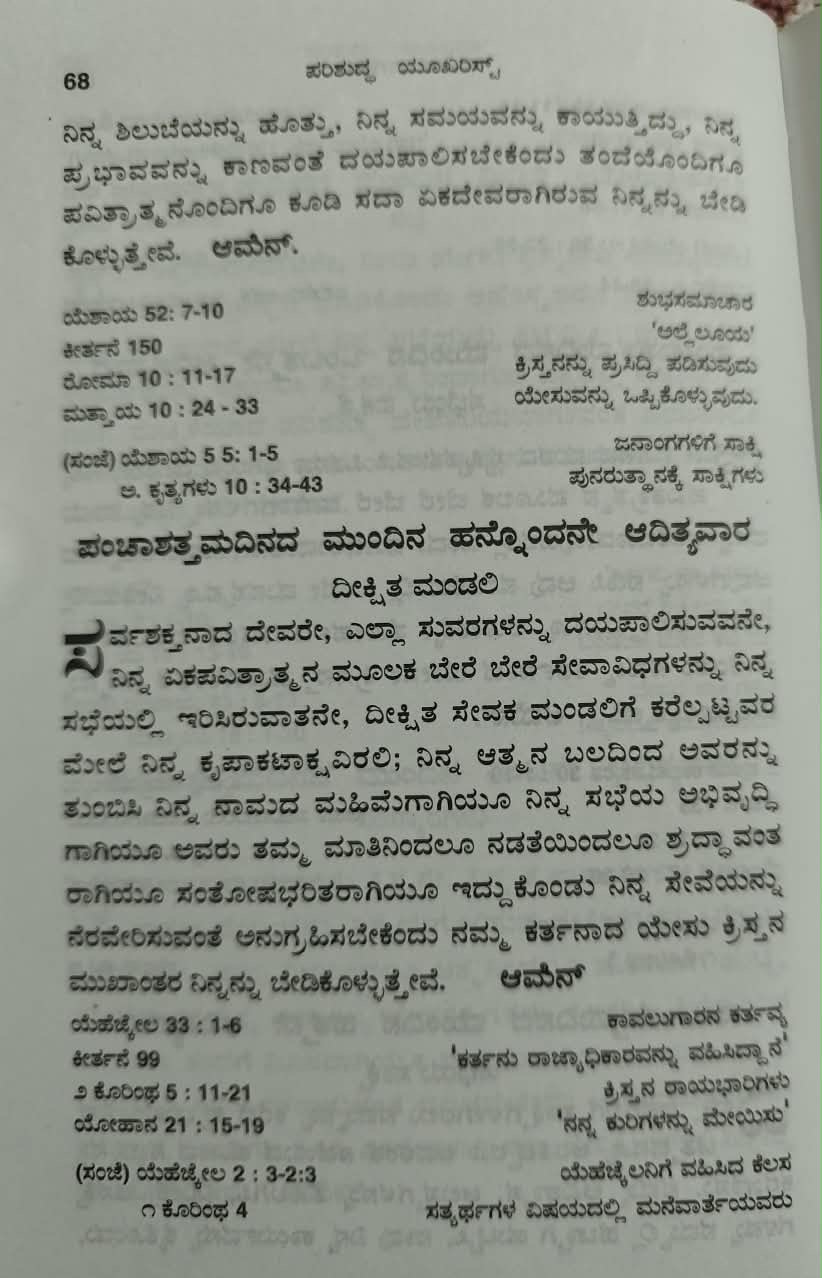 68 ಪರಿಶುದ್ಧ ಯೂಖರಿಸ್ಟ್
ನಿನ್ನ ಶಿಲುಬೆಯನ್ನು ಹೊತ್ತು, ನಿನ್ನ ಸಮಯವನ್ನು ಕಾಯುತ್ತಿದ್ದು, ನಿನ್ನ
ಪ್ರಭಾವವನ್ನು ಕಾಣವಂತೆ ದಯಪಾಲಿಸಬೇಕೆಂದು ತಂದೆಯೊಂದಿಗೂ
ಪವಿತ್ರಾತ್ಮನೊಂದಿಗೂ ಕೂಡಿ ಸದಾ ಏಕದೇವರಾಗಿರುವ ನಿನ್ನನ್ನು ಬೇಡಿ
ಕೊಳ್ಳುತ್ತೇವೆ. ಆಮೆನ್.
ಯೆಶಾಯ 52: 7-10 ಶುಭಸಮಾಚಾರ
ಕೀರ್ತನೆ 150 'ಅಲ್ಲೆಲೂಯ'
ರೋಮಾ 10 : 11-17 ಕ್ರಿಸ್ತನನ್ನು ಪ್ರಸಿದ್ದಿ ಪಡಿಸುವುದು
ಮತ್ತಾಯ 10 : 24 - 33 ಯೇಸುವನ್ನು ಒಪ್ಪಿಕೊಳ್ಳುವುದು.
(ಸಂಜೆ) ಯೆಶಾಯ 5 5: 1-5 ಜನಾಂಗಗಳಿಗೆ ಸಾಕ್ಷಿ
ಅ. ಕೃತ್ಯಗಳು 10 : 34-43 ಪುನರುತ್ಥಾನಕ್ಕೆ ಸಾಕ್ಷಿಗಳು
ಪಂಚಾಶತ್ತಮದಿನದ ಮುಂದಿನ ಹನ್ನೊಂದನೇ ಆದಿತ್ಯವಾರ
ದೀಕ್ಷಿತ ಮಂಡಲಿ
ಸರ್ವಶಕ್ತನಾದ ದೇವರೇ, ಎಲ್ಲಾ ಸುವರಗಳನ್ನು ದಯಪಾಲಿಸುವವನೇ,
ನಿನ್ನ ಏಕಪವಿತ್ರಾತ್ಮನ ಮೂಲಕ ಬೇರೆ ಬೇರೆ ಸೇವಾವಿಧಗಳನ್ನು ನಿನ್ನ
ಸಭೆಯಲ್ಲಿ ಇರಿಸಿರುವಾತನೇ, ದೀಕ್ಷಿತ ಸೇವಕ ಮಂಡಲಿಗೆ ಕರೆಲ್ಪಟ್ಟವರ
ಮೇಲೆ ನಿನ್ನ ಕೃಪಾಕಟಾಕ್ಷವಿರಲಿ; ನಿನ್ನ ಆತ್ಮನ ಬಲದಿಂದ ಅವರನ್ನು
ತುಂಬಿಸಿ ನಿನ್ನ ನಾಮದ ಮಹಿಮೆಗಾಗಿಯೂ ನಿನ್ನ ಸಭೆಯ ಅಭಿವೃದ್ಧಿ
ಗಾಗಿಯೂ ಅವರು ತಮ್ಮ ಮಾತಿನಿಂದಲೂ ನಡತೆಯಿಂದಲೂ ಶ್ರದ್ಧಾವಂತ
ರಾಗಿಯೂ ಸಂತೋಷಭರಿತರಾಗಿಯೂ ಇದ್ದುಕೊಂಡು ನಿನ್ನ ಸೇವೆಯನ್ನು
ನೆರವೇರಿಸುವಂತೆ ಅನುಗ್ರಹಿಸಬೇಕೆಂದು ನಮ್ಮ ಕರ್ತನಾದ ಯೇಸು ಕ್ರಿಸ್ತನ
ಮುಖಾಂತರ ನಿನ್ನನ್ನು ಬೇಡಿಕೊಳ್ಳುತ್ತೇವೆ. ಆಮೆನ್
ಯೆಹೆಜ್ಕೇಲ 33 : 1-6 ಕಾವಲುಗಾರನ ಕರ್ತವ್ಯ
ಕೀರ್ತನೆ 99 'ಕರ್ತನು ರಾಜ್ಯಾಧಿಕಾರವನ್ನು ವಹಿಸಿದ್ದಾನೆ'
೨ ಕೊರಿಂಥ 5 : 11-21 ಕ್ರಿಸ್ತನ ರಾಯಭಾರಿಗಳು
ಯೋಹಾನ 21 : 15-19 'ನನ್ನ ಕುರಿಗಳನ್ನು ಮೇಯಿಸು'
(ಸಂಜೆ) ಯೆಹೆಜ್ಕೇಲ 2 : 3-2:3 ಯೆಹೆಜ್ಕೆಲನಿಗೆ ವಹಿಸಿದ ಕೆಲಸ
೧ ಕೊರಿಂಥ 4 ಸತ್ಯರ್ಥಗಳ ವಿಷಯದಲ್ಲಿ ಮನೆವಾರ್ತೆಯವರು